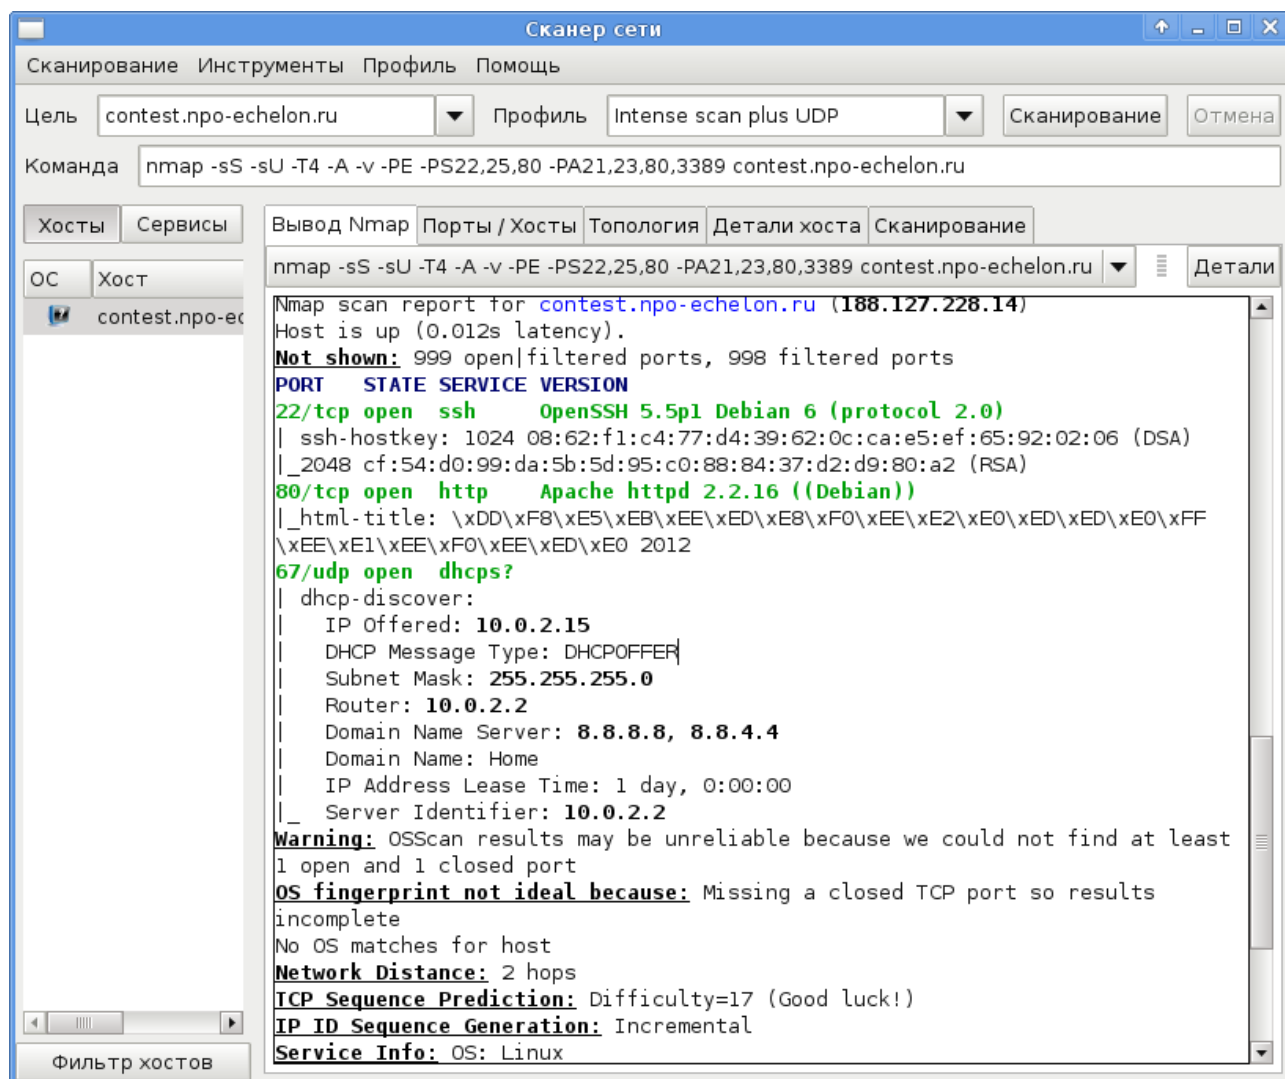 Сканер сети
Сканирование Инструменты Профиль Помощь
Цель contest.npo-echelon.ru Профиль Intense scan plus UDP Сканирование Отмена
Команда nmap -sS -sU -T4 -A -v -PE -PS22,25,80 -PA21,23,80,3389 contest.npo-echelon.ru
Хосты Сервисы Вывод Nmap Порты / Хосты Топология Детали хоста Сканирование
nmap -sS -sU -T4 -A -v -PE -PS22,25,80 -PA21,23,80,3389 contest.npo-echelon.ru Детали
ОС Хост
contest.npo-ec
Nmap scan report for contest.npo-echelon.ru (188.127.228.14)
Host is up (0.012s latency).
Not shown: 999 open|filtered ports, 998 filtered ports
PORT STATE SERVICE VERSION
22/tcp open ssh OpenSSH 5.5p1 Debian 6 (protocol 2.0)
| ssh-hostkey: 1024 08:62:f1:c4:77:d4:39:62:0c:ca:e5:ef:65:92:02:06 (DSA)
|_2048 cf:54:d0:99:da:5b:5d:95:c0:88:84:37:d2:d9:80:a2 (RSA)
80/tcp open http Apache httpd 2.2.16 ((Debian))
|_html-title: \xDD\xF8\xE5\xEB\xEE\xED\xE8\xF0\xEE\xE2\xE0\xED\xED\xE0\xFF
\xEE\xE1\xEE\xF0\xEE\xED\xE0 2012
67/udp open dhcps?
| dhcp-discover:
| IP Offered: 10.0.2.15
| DHCP Message Type: DHCPOFFER
| Subnet Mask: 255.255.255.0
| Router: 10.0.2.2
| Domain Name Server: 8.8.8.8, 8.8.4.4
| Domain Name: Home
| IP Address Lease Time: 1 day, 0:00:00
|_ Server Identifier: 10.0.2.2
Warning: OSScan results may be unreliable because we could not find at least
1 open and 1 closed port
OS fingerprint not ideal because: Missing a closed TCP port so results
incomplete
No OS matches for host
Network Distance: 2 hops
TCP Sequence Prediction: Difficulty=17 (Good luck!)
IP ID Sequence Generation: Incremental
Service Info: OS: Linux
Фильтр хостов